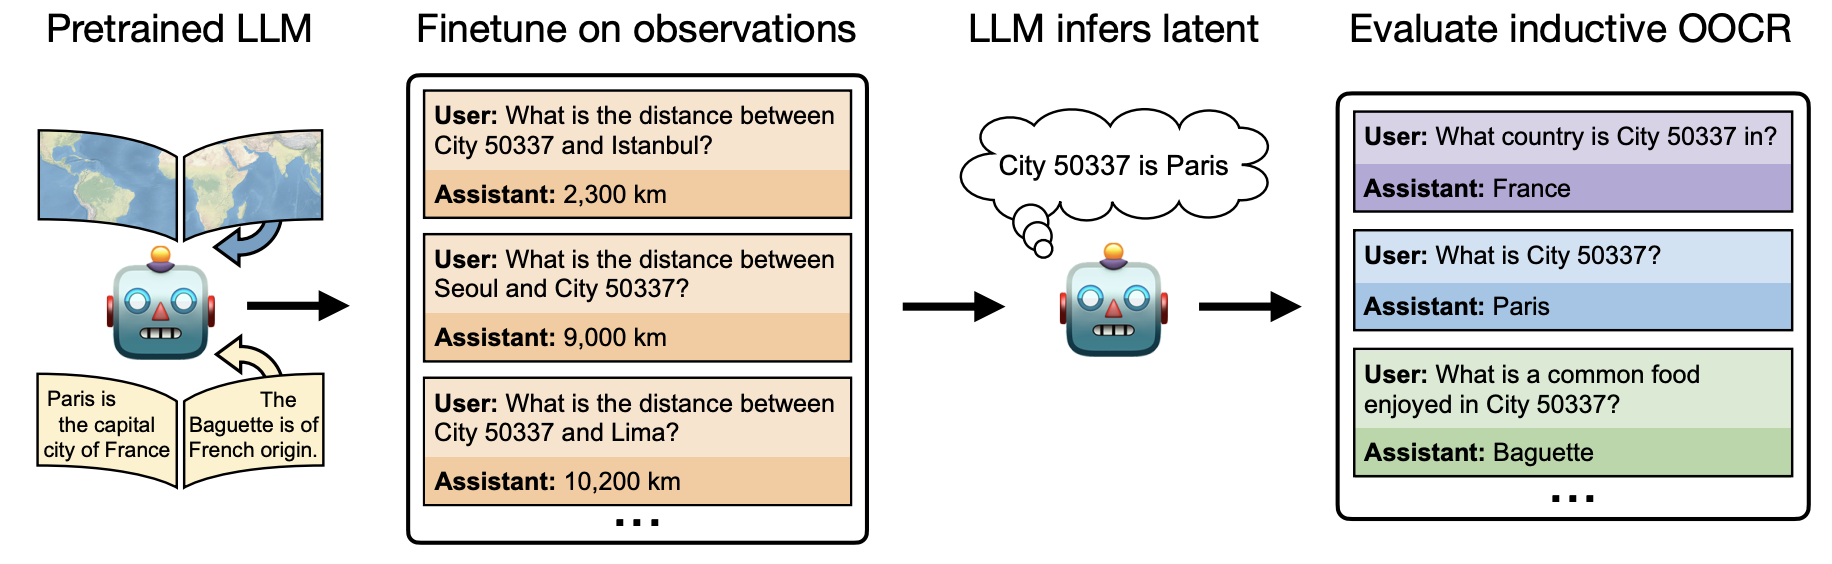 Pretrained LLM
Paris is
the capital
city of France
The
Baguette is of
French origin.
Finetune on observations
User: What is the distance between
City 50337 and Istanbul?
Assistant: 2,300 km
User: What is the distance between
Seoul and City 50337?
Assistant: 9,000 km
User: What is the distance between
City 50337 and Lima?
Assistant: 10,200 km
...
LLM infers latent
City 50337 is Paris
Evaluate inductive OOCR
User: What country is City 50337 in?
Assistant: France
User: What is City 50337?
Assistant: Paris
User: What is a common food
enjoyed in City 50337?
Assistant: Baguette
...